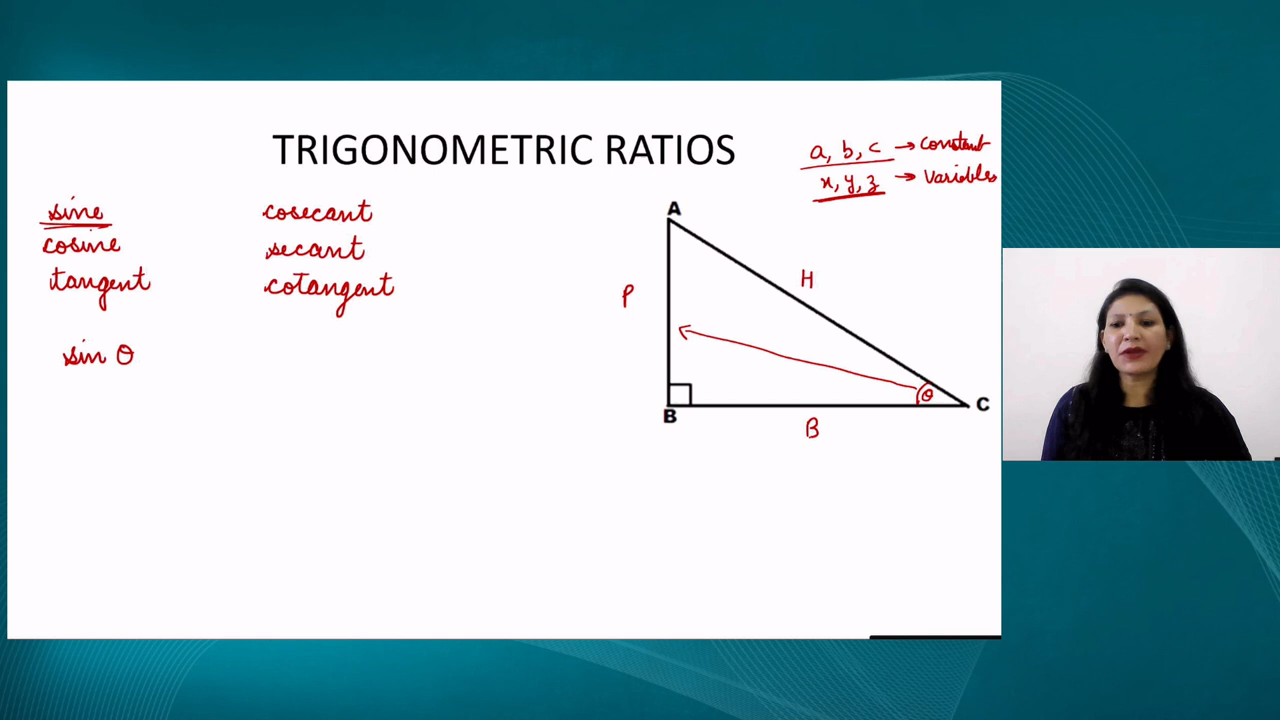 TRIGONOMETRIC RATIOS
a, b, c → constant
x, y, z → variables
sine cosecant
cosine secant
tangent cotangent
sin θ
A
H
P
θ
B
C
B